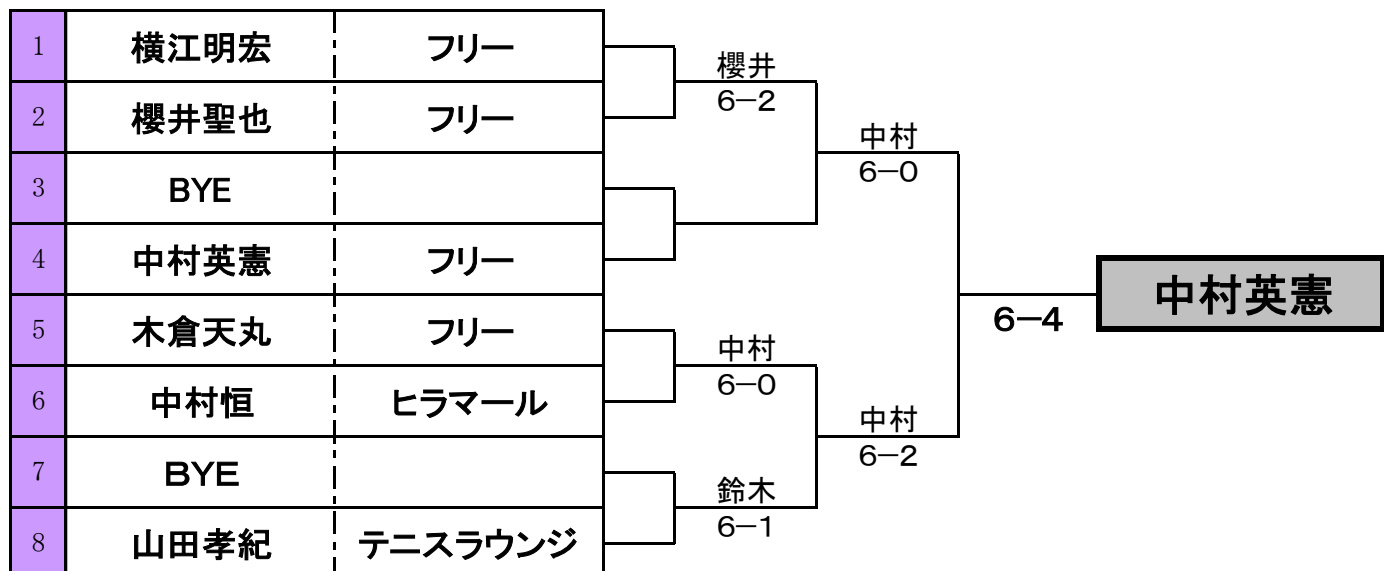 1 横江明宏 フリー
2 櫻井聖也 フリー
3 BYE
4 中村英憲 フリー
5 木倉天丸 フリー
6 中村恒 ヒラマール
7 BYE
8 山田孝紀 テニスラウンジ
櫻井
6-2
中村
6-0
鈴木
6-1
中村
6-0
中村
6-2
6-4
中村英憲